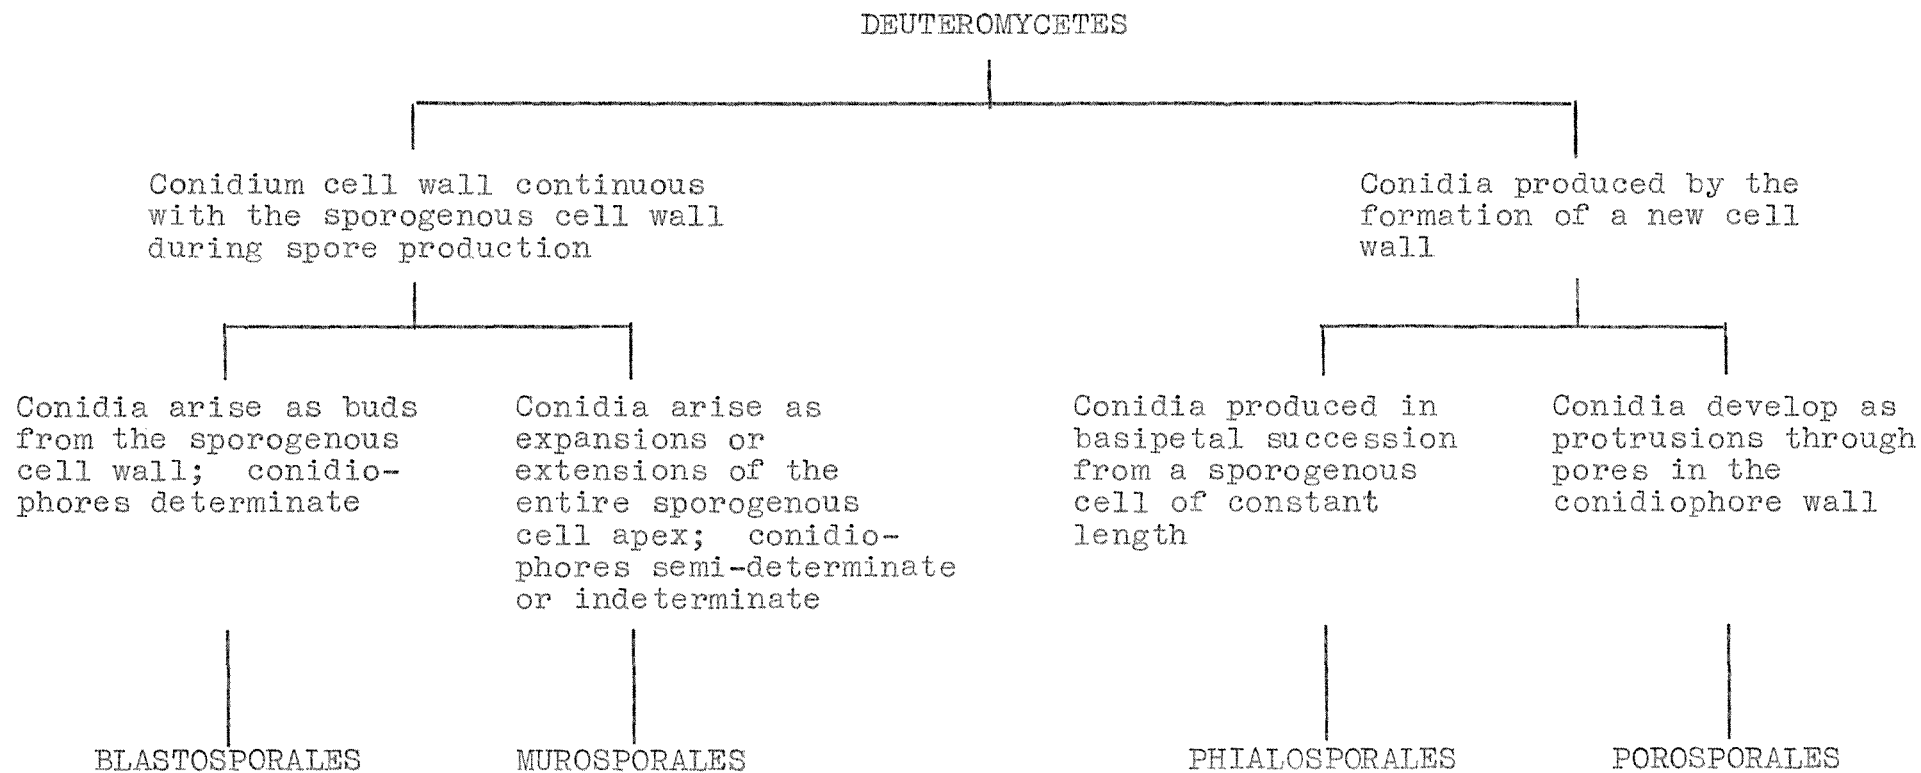 DEUTEROMYCETES
Conidium cell wall continuous
with the sporogenous cell wall
during spore production
Conidia produced by the
formation of a new cell
wall
Conidia arise as buds
from the sporogenous
cell wall; conidio-
phores determinate
Conidia arise as
expansions or
extensions of the
entire sporogenous
cell apex; conidio-
phores semi-determinate
or indeterminate
Conidia produced in
basipetal succession
from a sporogenous
cell of constant
length
Conidia develop as
protrusions through
pores in the
conidiophore wall
BLASTOSPORALES
MUROSPORALES
PHIALOSPORALES
POROSPORALES